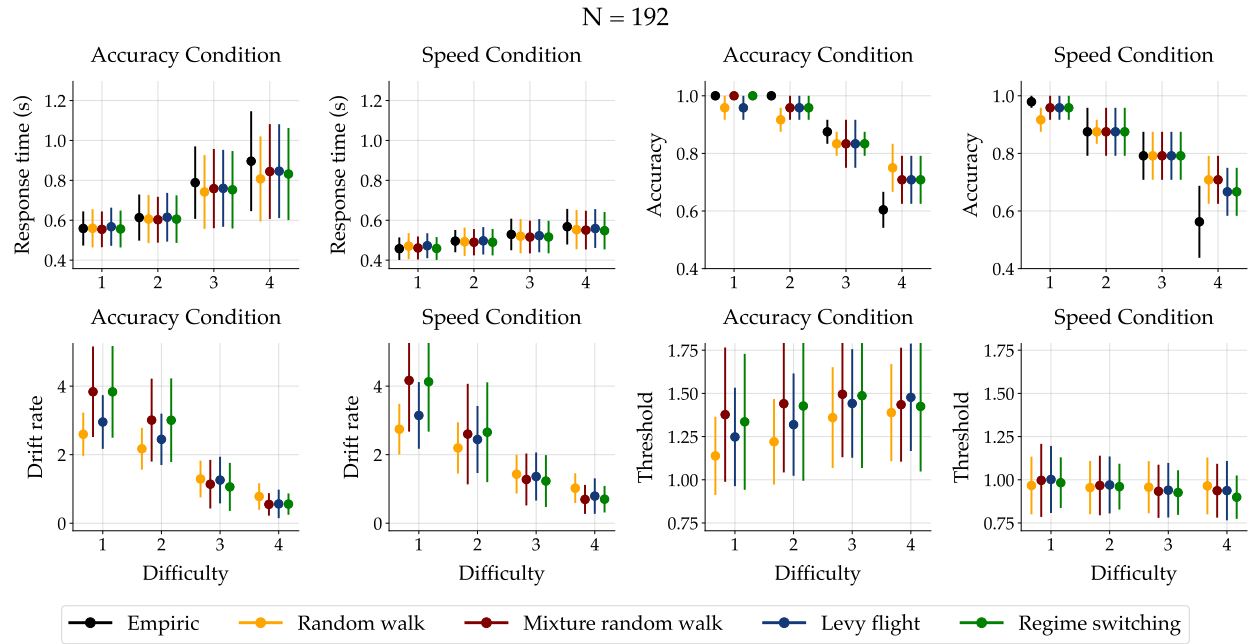 N = 192
Accuracy Condition
Speed Condition
Accuracy Condition
Speed Condition
Response time (s)
1.2
1.0
0.8
0.6
0.4
1 2 3 4
Response time (s)
1.2
1.0
0.8
0.6
0.4
1 2 3 4
Accuracy
1.0
0.8
0.6
0.4
1 2 3 4
Accuracy
1.0
0.8
0.6
0.4
1 2 3 4
Accuracy Condition
Speed Condition
Accuracy Condition
Speed Condition
Drift rate
4
2
0
1 2 3 4
Difficulty
Drift rate
4
2
0
1 2 3 4
Difficulty
Threshold
1.75
1.50
1.25
1.00
0.75
1 2 3 4
Difficulty
Threshold
1.75
1.50
1.25
1.00
0.75
1 2 3 4
Difficulty
Empiric
Random walk
Mixture random walk
Levy flight
Regime switching